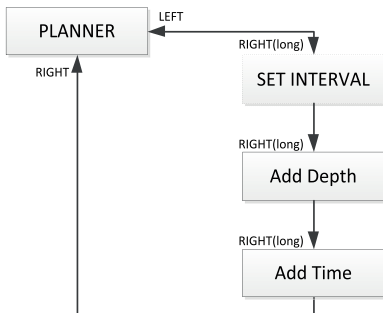 LEFT
PLANNER
RIGHT(long)
RIGHT
SET INTERVAL
RIGHT(long)
Add Depth
RIGHT(long)
Add Time